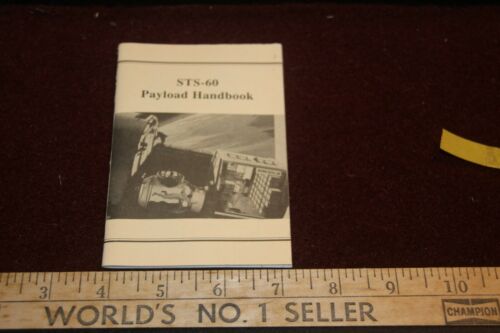 STS-60
Payload Handbook
3 4 5 6 7 8 9 10
WORLD'S NO. 1 SELLER
CHAMPION